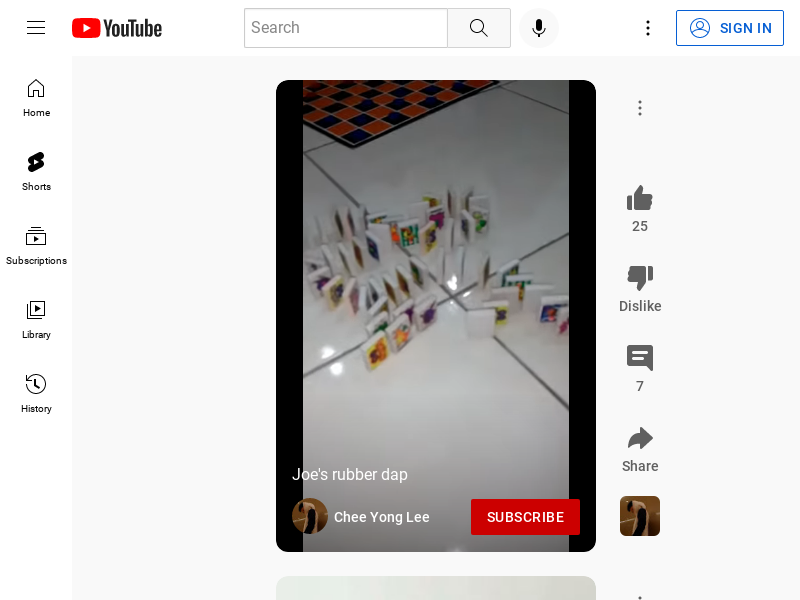 YouTube
Search
SIGN IN
Home
Shorts
Subscriptions
Library
History
25
Dislike
7
Share
Joe's rubber dap
Chee Yong Lee
SUBSCRIBE